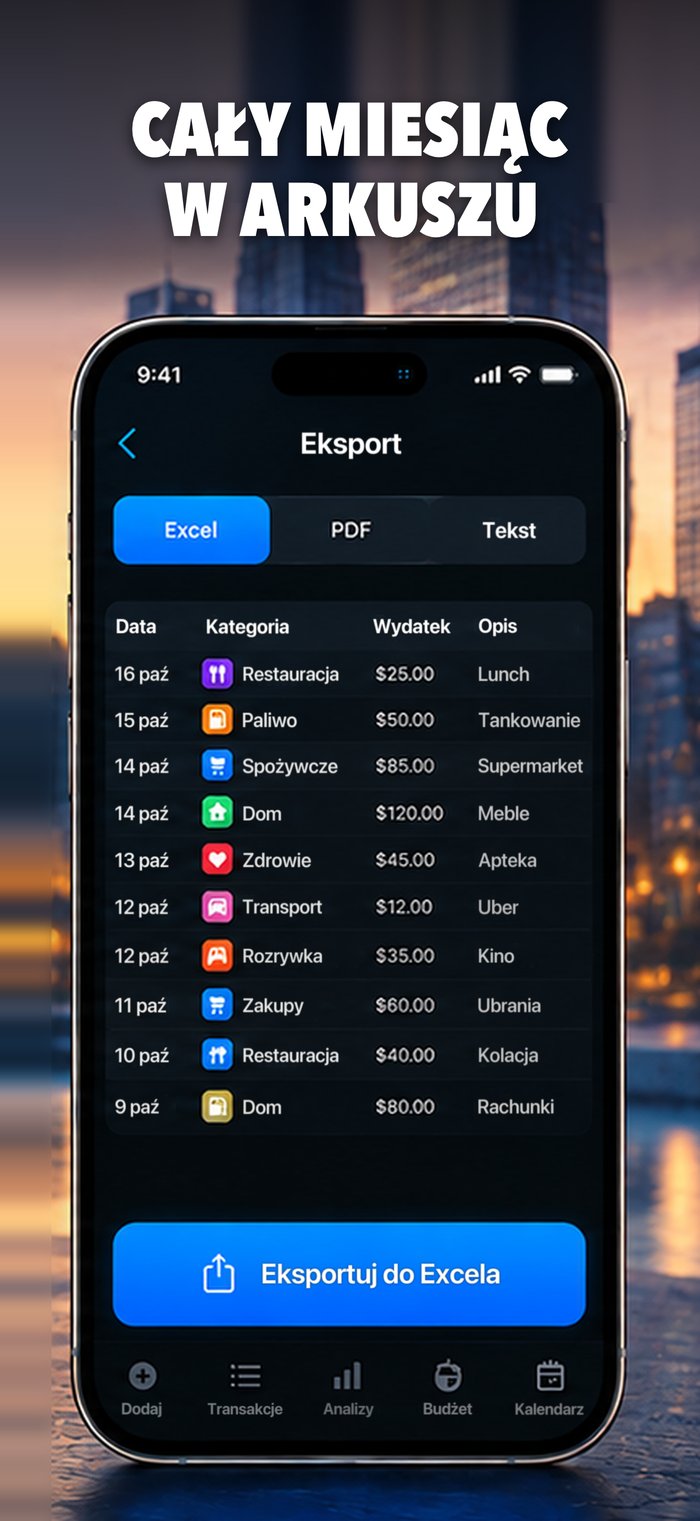 CAŁY MIESIĄC
W ARKUSZU
9:41
Eksport
Excel PDF Tekst
Data Kategoria Wydatek Opis
16 paź Restauracja $25.00 Lunch
15 paź Paliwo $50.00 Tankowanie
14 paź Spożywcze $85.00 Supermarket
14 paź Dom $120.00 Meble
13 paź Zdrowie $45.00 Apteka
12 paź Transport $12.00 Uber
12 paź Rozrywka $35.00 Kino
11 paź Zakupy $60.00 Ubrania
10 paź Restauracja $40.00 Kolacja
9 paź Dom $80.00 Rachunki
Eksportuj do Excela
Dodaj Transakcje Analizy Budżet Kalendarz